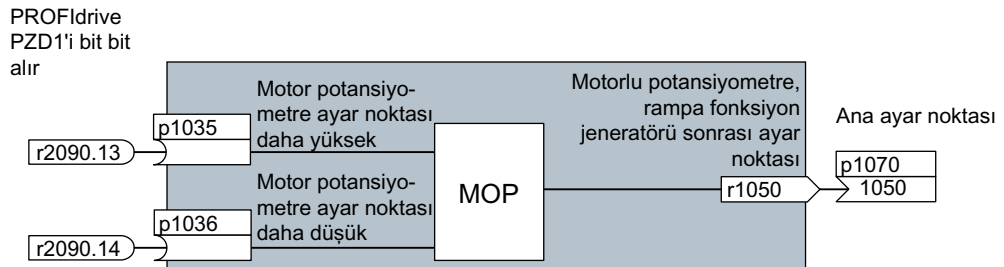 PROFIdrive
PZD1'i bit bit
alır
Motor potansiyo-
metre ayar noktası
daha yüksek
p1035
r2090.13
Motor potansiyo-
metre ayar noktası
daha düşük
p1036
r2090.14
MOP
Motorlu potansiyometre,
rampa fonksiyon
jeneratörü sonrası ayar
noktası
r1050
Ana ayar noktası
p1070
1050